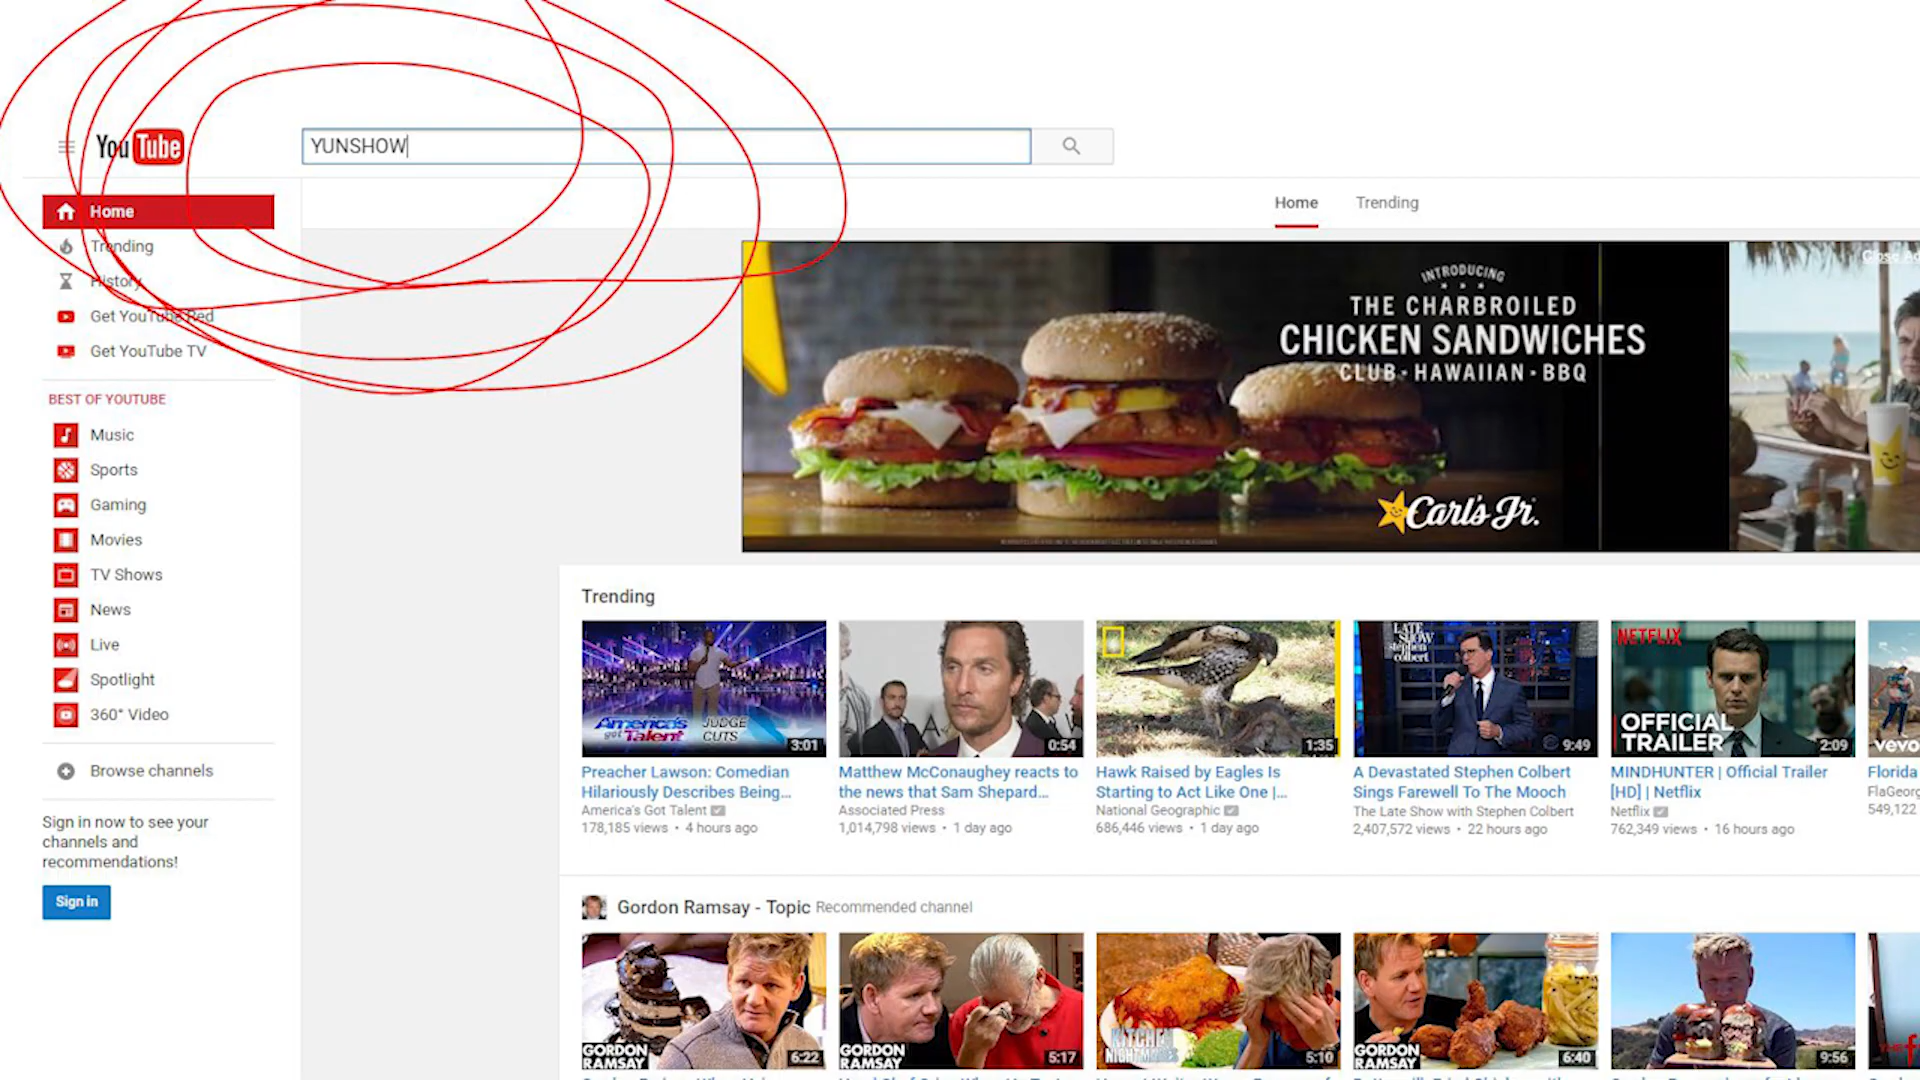 YouTube
YUNSHOW
Home
Trending
History
Get YouTube Red
Get YouTube TV
BEST OF YOUTUBE
Music
Sports
Gaming
Movies
TV Shows
News
Live
Spotlight
360° Video
Browse channels
Sign in now to see your
channels and
recommendations!
Sign in
Home Trending
INTRODUCING
THE CHARBROILED
CHICKEN SANDWICHES
CLUB · HAWAIIAN · BBQ
Carl's Jr.
Close Ad
Trending
America's got Talent
JUDGE CUTS
3:01
Preacher Lawson: Comedian
Hilariously Describes Being...
America's Got Talent
178,185 views • 4 hours ago
0:54
Matthew McConaughey reacts to
the news that Sam Shepard...
Associated Press
1,014,798 views • 1 day ago
1:35
Hawk Raised by Eagles Is
Starting to Act Like One |...
National Geographic
686,446 views • 1 day ago
LATE
SHOW
stephen
colbert
9:49
A Devastated Stephen Colbert
Sings Farewell To The Mooch
The Late Show with Stephen Colbert
2,407,572 views • 22 hours ago
NETFLIX
OFFICIAL
TRAILER
2:09
MINDHUNTER | Official Trailer
[HD] | Netflix
Netflix
762,349 views • 16 hours ago
vevo
Florida
FlaGeorg
549,122
Gordon Ramsay - Topic Recommended channel
GORDON
RAMSAY
6:22
GORDON
RAMSAY
5:17
KITCHEN
NIGHTMARES
5:10
GORDON
RAMSAY
6:40
9:56